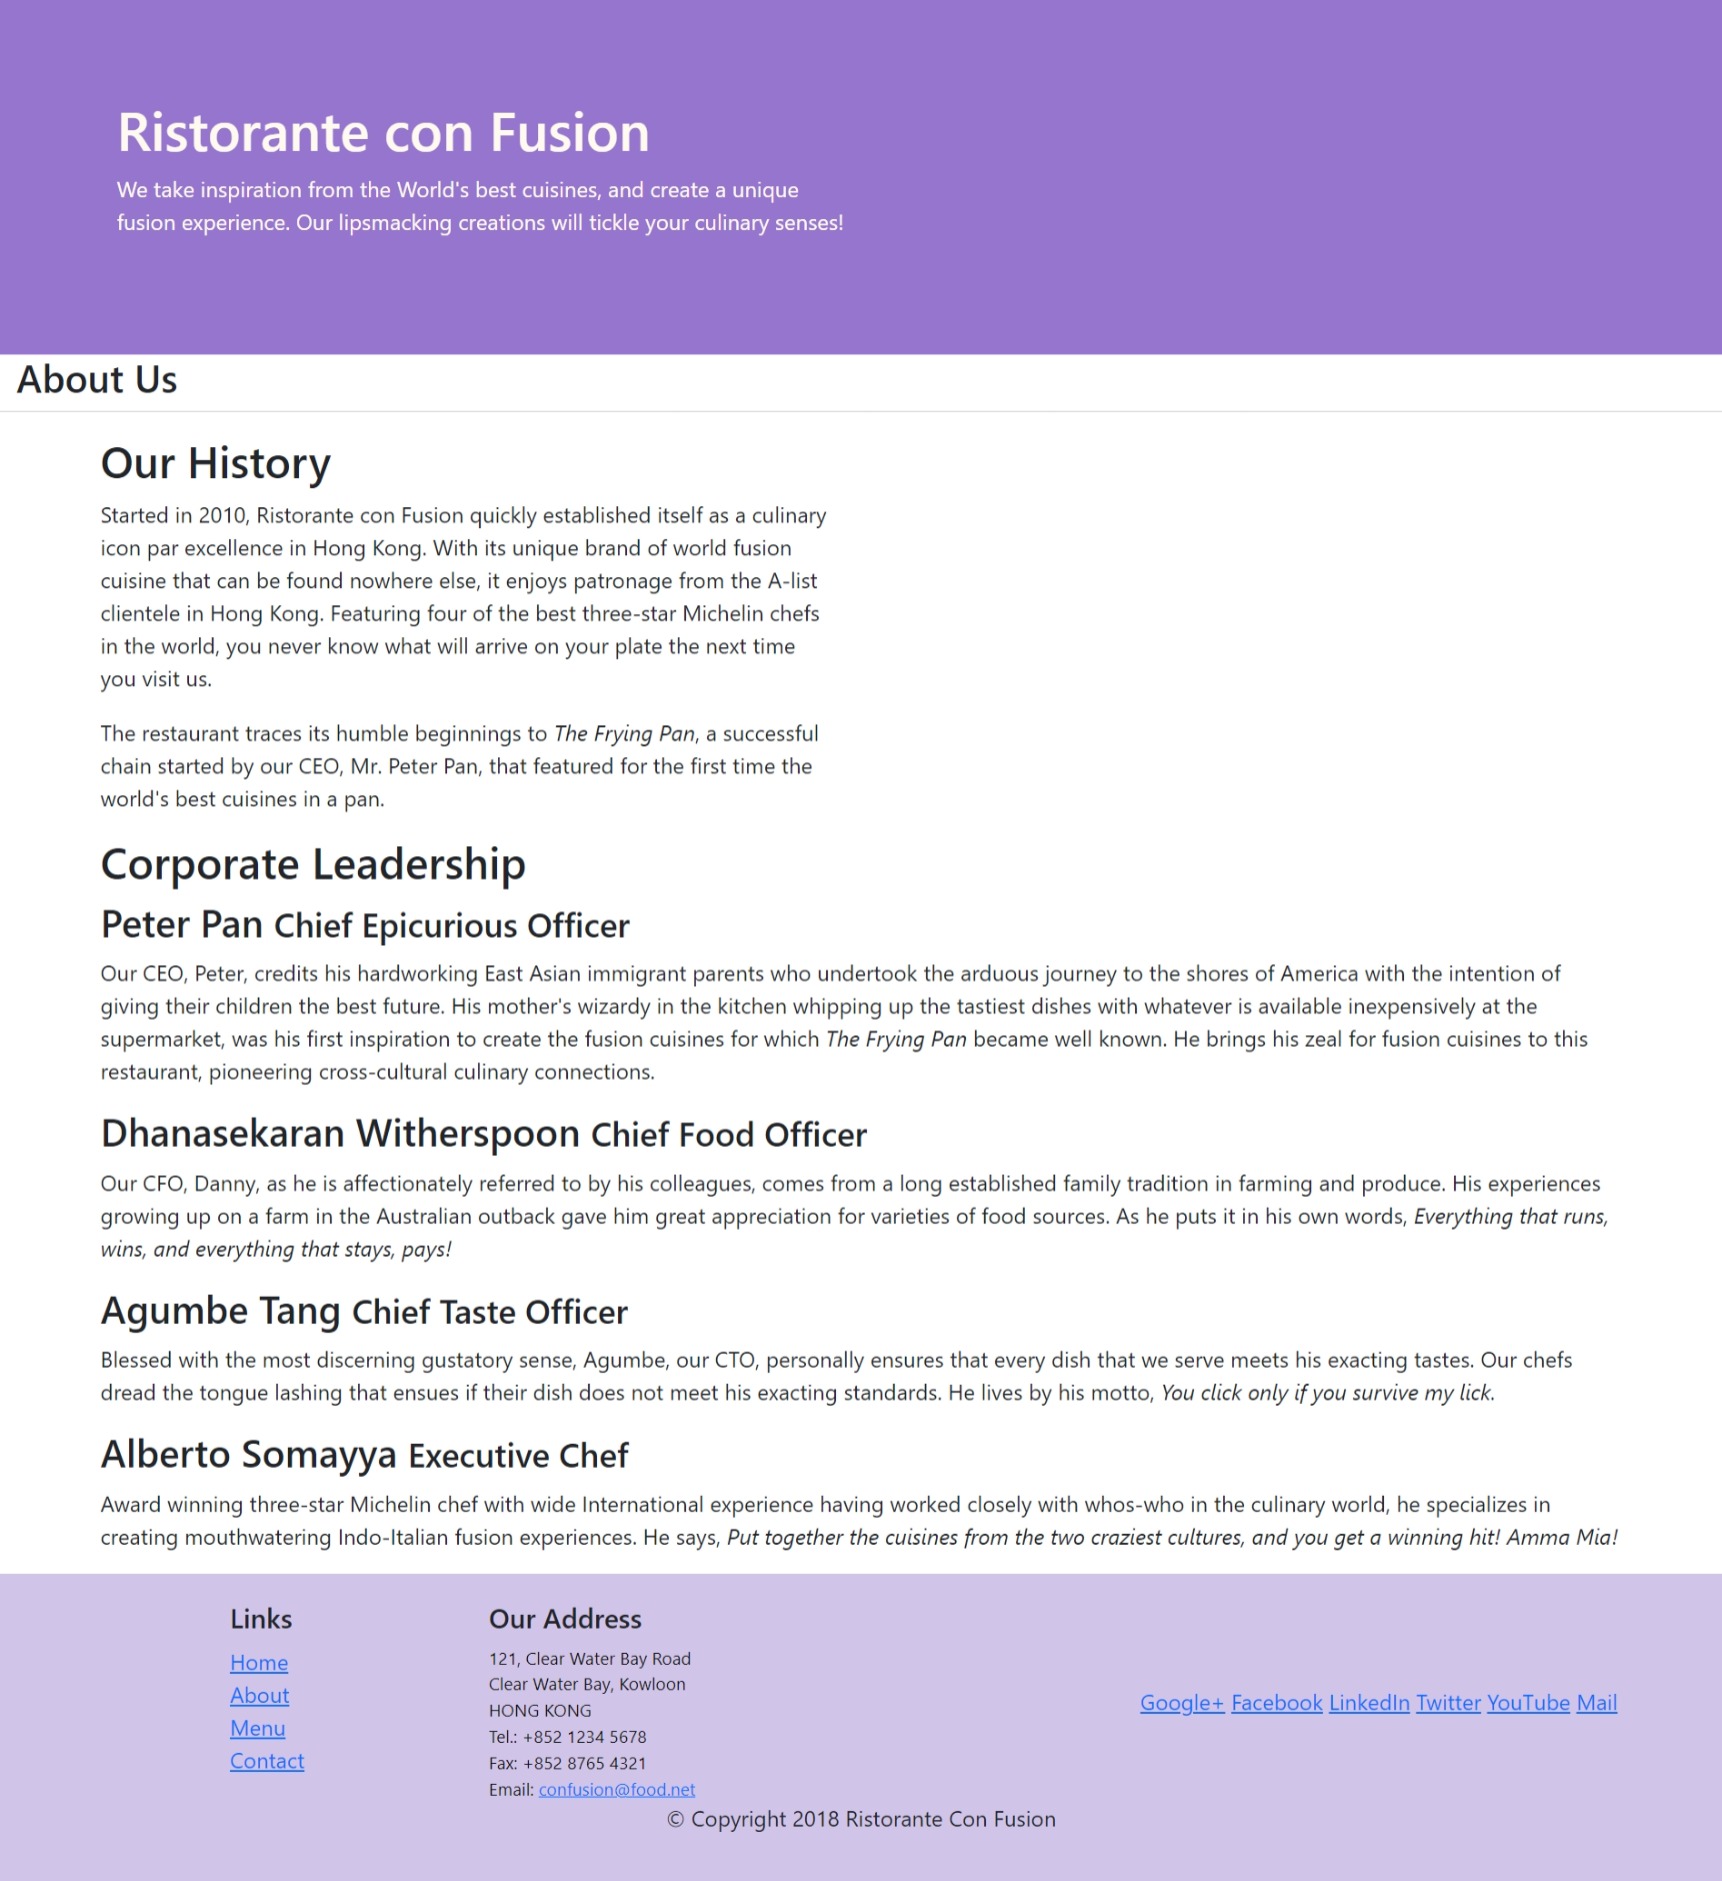 Ristorante con Fusion
We take inspiration from the World's best cuisines, and create a unique
fusion experience. Our lipsmacking creations will tickle your culinary senses!
About Us
Our History
Started in 2010, Ristorante con Fusion quickly established itself as a culinary
icon par excellence in Hong Kong. With its unique brand of world fusion
cuisine that can be found nowhere else, it enjoys patronage from the A-list
clientele in Hong Kong. Featuring four of the best three-star Michelin chefs
in the world, you never know what will arrive on your plate the next time
you visit us.
The restaurant traces its humble beginnings to The Frying Pan, a successful
chain started by our CEO, Mr. Peter Pan, that featured for the first time the
world's best cuisines in a pan.
Corporate Leadership
Peter Pan Chief Epicurious Officer
Our CEO, Peter, credits his hardworking East Asian immigrant parents who undertook the arduous journey to the shores of America with the intention of
giving their children the best future. His mother's wizardy in the kitchen whipping up the tastiest dishes with whatever is available inexpensively at the
supermarket, was his first inspiration to create the fusion cuisines for which The Frying Pan became well known. He brings his zeal for fusion cuisines to this
restaurant, pioneering cross-cultural culinary connections.
Dhanasekaran Witherspoon Chief Food Officer
Our CFO, Danny, as he is affectionately referred to by his colleagues, comes from a long established family tradition in farming and produce. His experiences
growing up on a farm in the Australian outback gave him great appreciation for varieties of food sources. As he puts it in his own words, Everything that runs,
wins, and everything that stays, pays!
Agumbe Tang Chief Taste Officer
Blessed with the most discerning gustatory sense, Agumbe, our CTO, personally ensures that every dish that we serve meets his exacting tastes. Our chefs
dread the tongue lashing that ensues if their dish does not meet his exacting standards. He lives by his motto, You click only if you survive my lick.
Alberto Somayya Executive Chef
Award winning three-star Michelin chef with wide International experience having worked closely with whos-who in the culinary world, he specializes in
creating mouthwatering Indo-Italian fusion experiences. He says, Put together the cuisines from the two craziest cultures, and you get a winning hit! Amma Mia!
Links
Home
About
Menu
Contact
Our Address
121, Clear Water Bay Road
Clear Water Bay, Kowloon
HONG KONG
Tel.: +852 1234 5678
Fax: +852 8765 4321
Email: confusion@food.net
Google+ Facebook LinkedIn Twitter YouTube Mail
© Copyright 2018 Ristorante Con Fusion